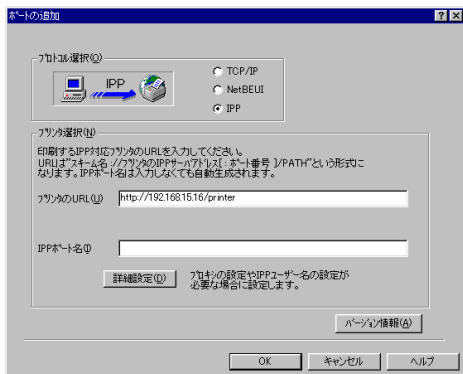 ポートの追加
プロトコル選択(O)
IPP
TCP/IP
NetBEUI
IPP
プリンタ選択(N)
印刷するIPP対応プリンタのURLを入力してください。
URLは"スキーム名://プリンタのIPPサーバアドレス[:ポート番号]/PATH"という形式に
なります。IPPポート名は入力しなくても自動生成されます。
プリンタのURL(U) http://192.168.15.16/printer
IPPポート名(I)
詳細設定(D) プロキシの設定やIPPユーザー名の設定が
必要な場合に設定します。
バージョン情報(A)
OK キャンセル ヘルプ